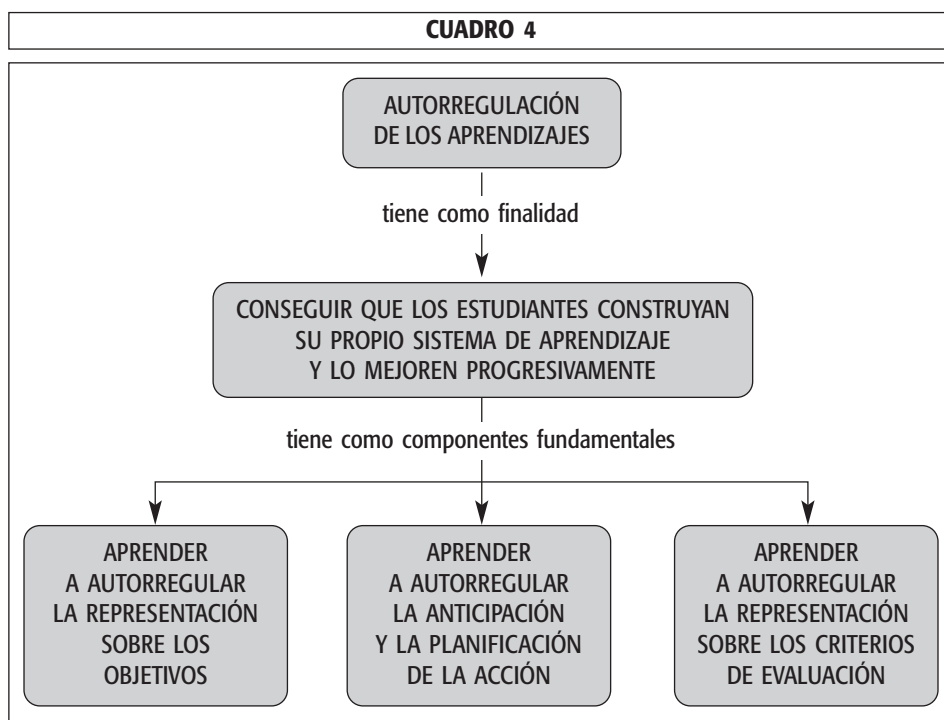 CUADRO 4
AUTORREGULACIÓN
DE LOS APRENDIZAJES
tiene como finalidad
CONSEGUIR QUE LOS ESTUDIANTES CONSTRUYAN
SU PROPIO SISTEMA DE APRENDIZAJE
Y LO MEJOREN PROGRESIVAMENTE
tiene como componentes fundamentales
APRENDER
A AUTORREGULAR
LA REPRESENTACIÓN
SOBRE LOS
OBJETIVOS
APRENDER
A AUTORREGULAR
LA ANTICIPACIÓN
Y LA PLANIFICACIÓN
DE LA ACCIÓN
APRENDER
A AUTORREGULAR
LA REPRESENTACIÓN
SOBRE LOS CRITERIOS
DE EVALUACIÓN